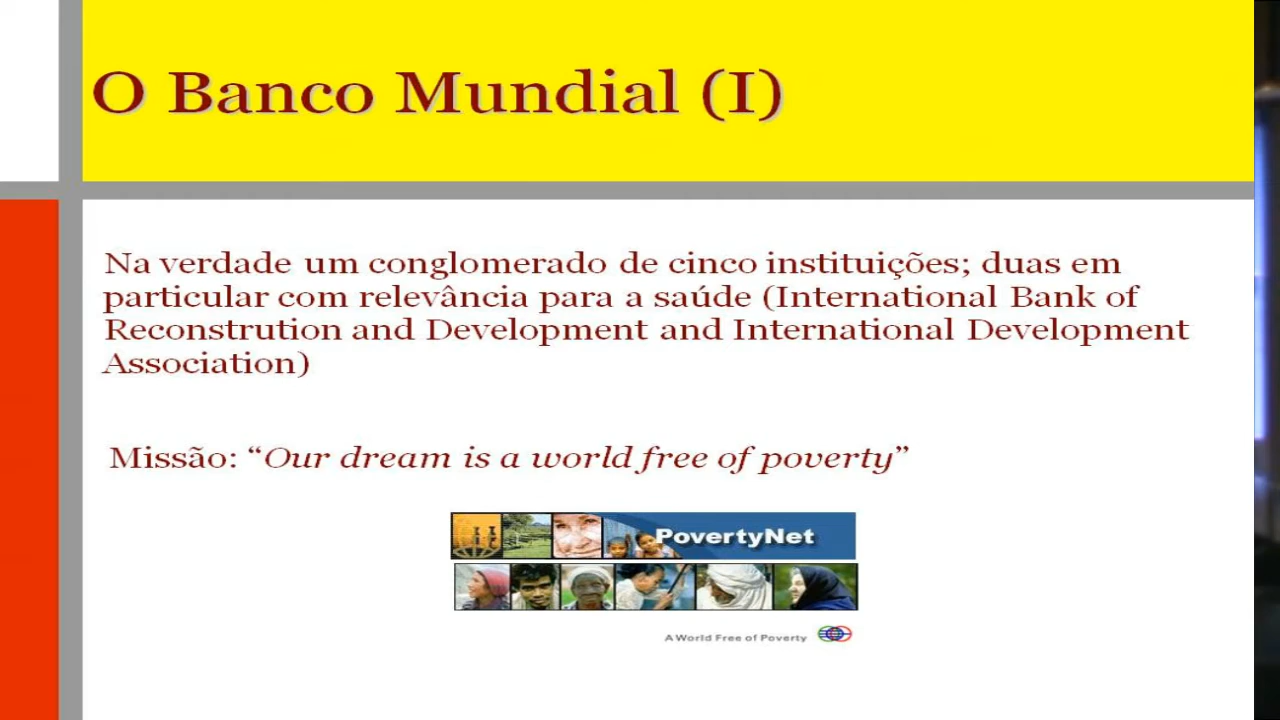 O Banco Mundial (I)
Na verdade um conglomerado de cinco instituições; duas em
particular com relevância para a saúde (International Bank of
Reconstrution and Development and International Development
Association)
Missão: “Our dream is a world free of poverty”
PovertyNet
A World Free of Poverty